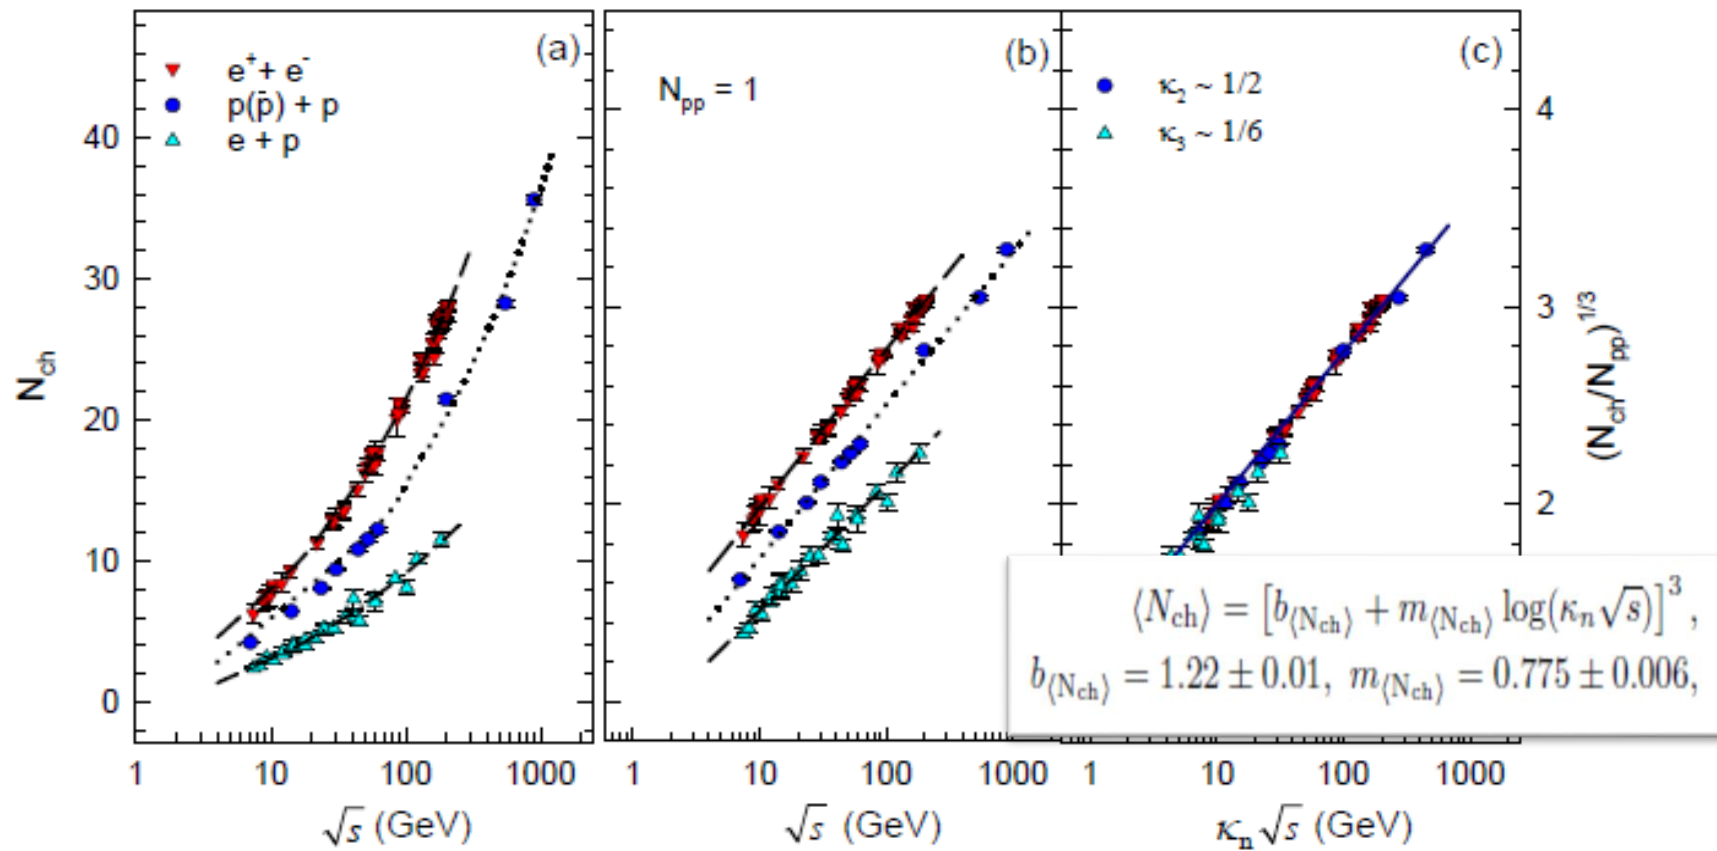 (a)
e⁺ + e⁻
p(p̄) + p
e + p
N_ch
40
30
20
10
0
1 10 100 1000
√s (GeV)
(b)
N_pp = 1
1 10 100 1000
√s (GeV)
(c)
κ₂ ~ 1/2
κ₃ ~ 1/6
4
3
2
(N_ch/N_pp)^1/3
⟨N_ch⟩ = [b_⟨N_ch⟩ + m_⟨N_ch⟩ log(κ_n√s)]³ ,
b_⟨N_ch⟩ = 1.22 ± 0.01, m_⟨N_ch⟩ = 0.775 ± 0.006,
1 10 100 1000
κ_n√s (GeV)